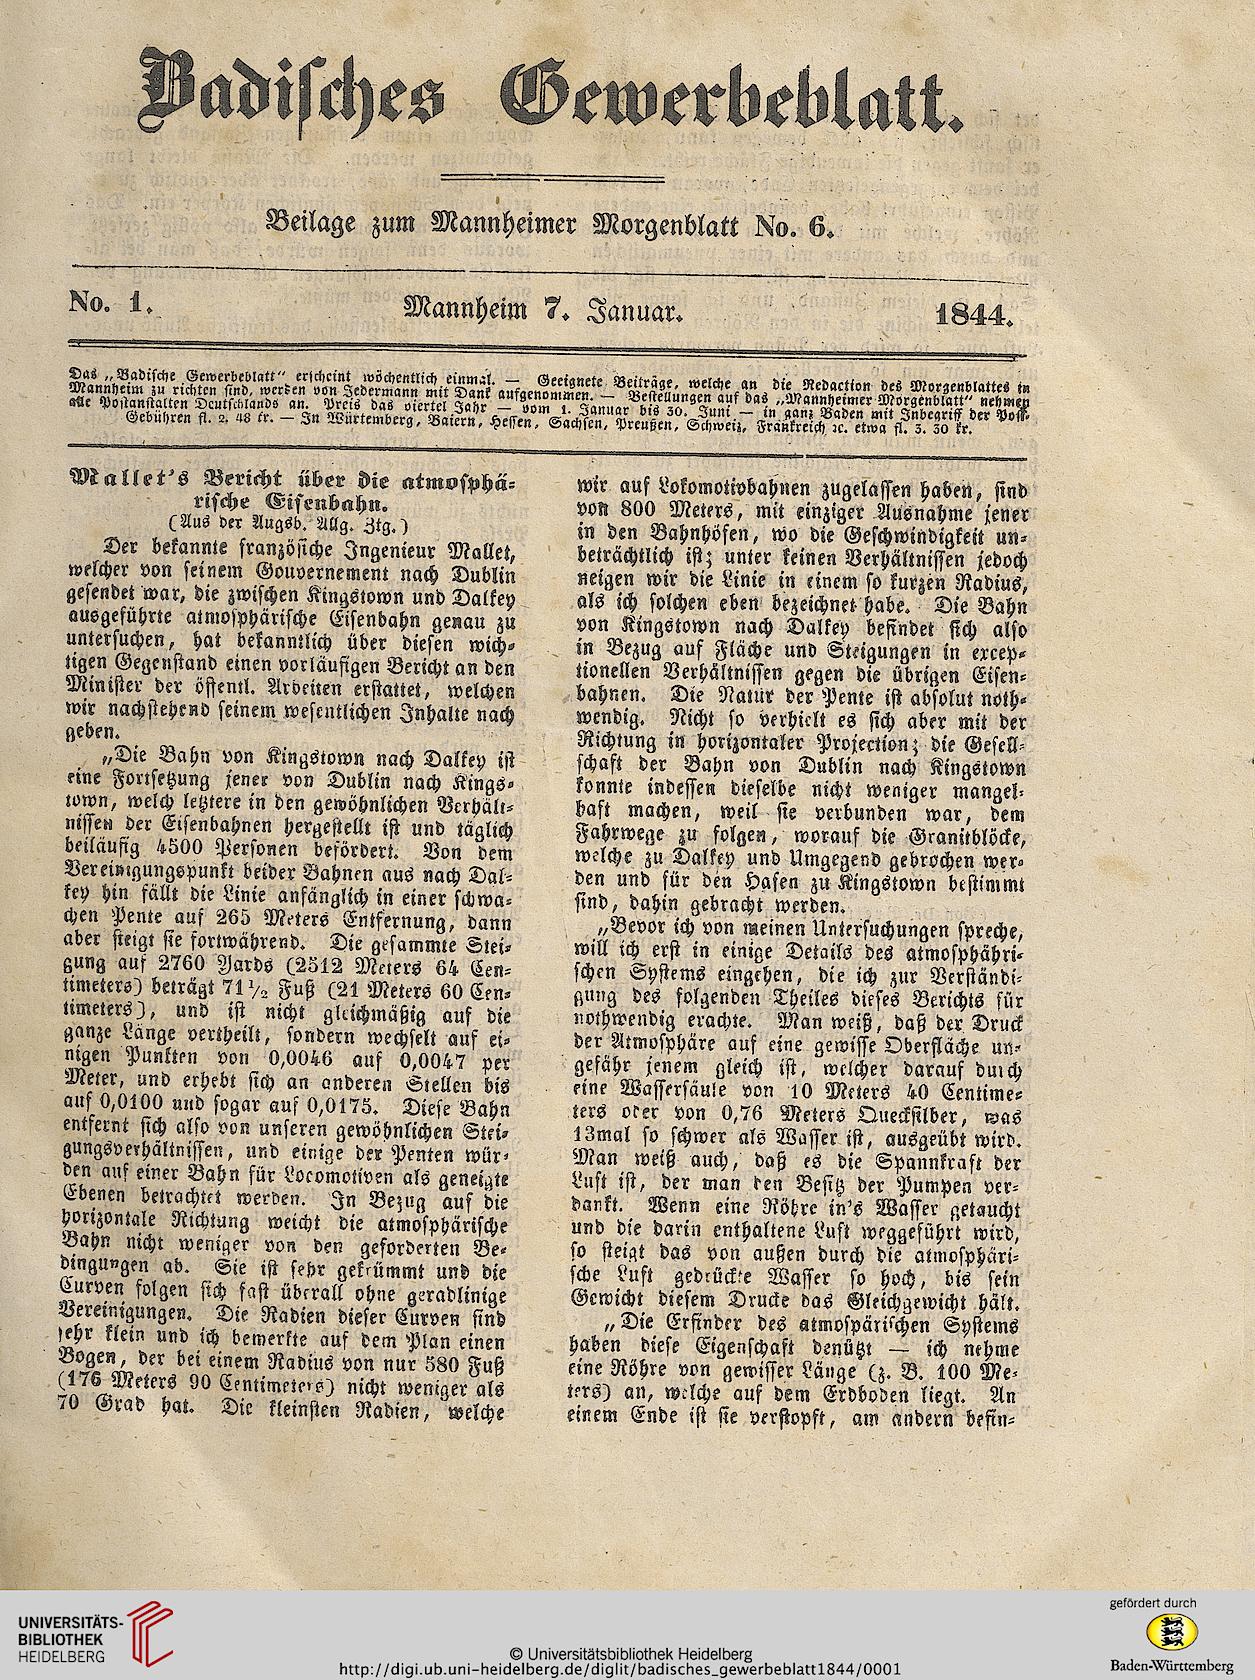 Badisches Gewerbeblatt.
Beilage zum Mannheimer Morgenblatt No. 6.
No. 1.
Mannheim 7. Januar.
1844.
Das „Badische Gewerbeblatt“ erscheint wöchentlich einmal. — Geeignete Beiträge, welche an die Redaction des Morgenblattes in
Mannheim zu richten sind, werden von Jedermann mit Dank aufgenommen. — Bestellungen auf das „Mannheimer Morgenblatt“ nehmen
alle Postanstalten Deutschlands an. Preis das viertel Jahr — vom 1. Januar bis 30. Juni — in ganz Baden mit Inbegriff der Post-
Gebühren fl. 2. 48 kr. — In Würtemberg, Baiern, Hessen, Sachsen, Preußen, Schweiz, Frankreich ꝛc. etwa fl. 3. 30 kr.
Mallet's Bericht über die atmosphä-
rische Eisenbahn.
(Aus der Augsb. Allg. Ztg.)
Der bekannte französiche Ingenieur Mallet,
welcher von seinem Gouvernement nach Dublin
gesendet war, die zwischen Kingstown und Dalkey
ausgeführte atmosphärische Eisenbahn genau zu
untersuchen, hat bekanntlich über diesen wich-
tigen Gegenstand einen vorläufigen Bericht an den
Minister der öffentl. Arbeiten erstattet, welchen
wir nachstehend seinem wesentlichen Inhalte nach
geben.
„Die Bahn von Kingstown nach Dalkey ist
eine Fortsetzung jener von Dublin nach Kings-
town, welch letztere in den gewöhnlichen Verhält-
nissen der Eisenbahnen hergestellt ist und täglich
beiläufig 4500 Personen befördert. Von dem
Vereinigungspunkt beider Bahnen aus nach Dal-
key hin fällt die Linie anfänglich in einer schwa-
chen Pente auf 265 Meters Entfernung, dann
aber steigt sie fortwährend. Die gesammte Stei-
gung auf 2760 Yards (2512 Meters 64 Cen-
timeters) beträgt 71½ Fuß (21 Meters 60 Cen-
timeters), und ist nicht gleichmäßig auf die
ganze Länge vertheilt, sondern wechselt auf ei-
nigen Punkten von 0,0046 auf 0,0047 per
Meter, und erhebt sich an anderen Stellen bis
auf 0,0100 und sogar auf 0,0175. Diese Bahn
entfernt sich also von unseren gewöhnlichen Stei-
gungsverhältnissen, und einige der Penten wür-
den auf einer Bahn für Locomotiven als geneigte
Ebenen betrachtet werden. In Bezug auf die
horizontale Richtung weicht die atmosphärische
Bahn nicht weniger von den geforderten Be-
dingungen ab. Sie ist sehr gekrümmt und die
Curven folgen sich fast überall ohne geradlinige
Vereinigungen. Die Radien dieser Curven sind
sehr klein und ich bemerkte auf dem Plan einen
Bogen, der bei einem Radius von nur 580 Fuß
(176 Meters 90 Centimeters) nicht weniger als
70 Grad hat. Die kleinsten Radien, welche
wir auf Lokomotivbahnen zugelassen haben, sind
von 800 Meters, mit einziger Ausnahme jener
in den Bahnhöfen, wo die Geschwindigkeit un-
beträchtlich ist; unter keinen Verhältnissen jedoch
neigen wir die Linie in einem so kurzen Radius,
als ich solchen eben bezeichnet habe. Die Bahn
von Kingstown nach Dalkey befindet sich also
in Bezug auf Fläche und Steigungen in excep-
tionellen Verhältnissen gegen die übrigen Eisen-
bahnen. Die Natur der Pente ist absolut noth-
wendig. Nicht so verhielt es sich aber mit der
Richtung in horizontaler Projection; die Gesell-
schaft der Bahn von Dublin nach Kingstown
konnte indessen dieselbe nicht weniger mangel-
haft machen, weil sie verbunden war, dem
Fahrwege zu folgen, worauf die Granitblöcke,
welche zu Dalkey und Umgegend gebrochen wer-
den und für den Hafen zu Kingstown bestimmt
sind, dahin gebracht werden.
„Bevor ich von meinen Untersuchungen spreche,
will ich erst in einige Details des atmosphähri-
schen Systems eingehen, die ich zur Verständi-
gung des folgenden Theiles dieses Berichts für
nothwendig erachte. Man weiß, daß der Druck
der Atmosphäre auf eine gewisse Oberfläche un-
gefähr jenem gleich ist, welcher darauf durch
eine Wassersäule von 10 Meters 40 Centime-
ters oder von 0,76 Meters Quecksilber, was
13mal so schwer als Wasser ist, ausgeübt wird.
Man weiß auch, daß es die Spannkraft der
Luft ist, der man den Besitz der Pumpen ver-
dankt. Wenn eine Röhre in's Wasser getaucht
und die darin enthaltene Luft weggeführt wird,
so steigt das von außen durch die atmosphäri-
sche Luft gedrückte Wasser so hoch, bis sein
Gewicht diesem Drucke das Gleichgewicht hält.
„Die Erfinder des atmospärischen Systems
haben diese Eigenschaft benützt — ich nehme
eine Röhre von gewisser Länge (z. B. 100 Me-
ters) an, welche auf dem Erdboden liegt. An
einem Ende ist sie verstopft, am andern befin-
UNIVERSITÄTS-
BIBLIOTHEK
HEIDELBERG
© Universitätsbibliothek Heidelberg
http://digi.ub.uni-heidelberg.de/diglit/badisches_gewerbeblatt1844/0001
gefördert durch
Baden-Württemberg